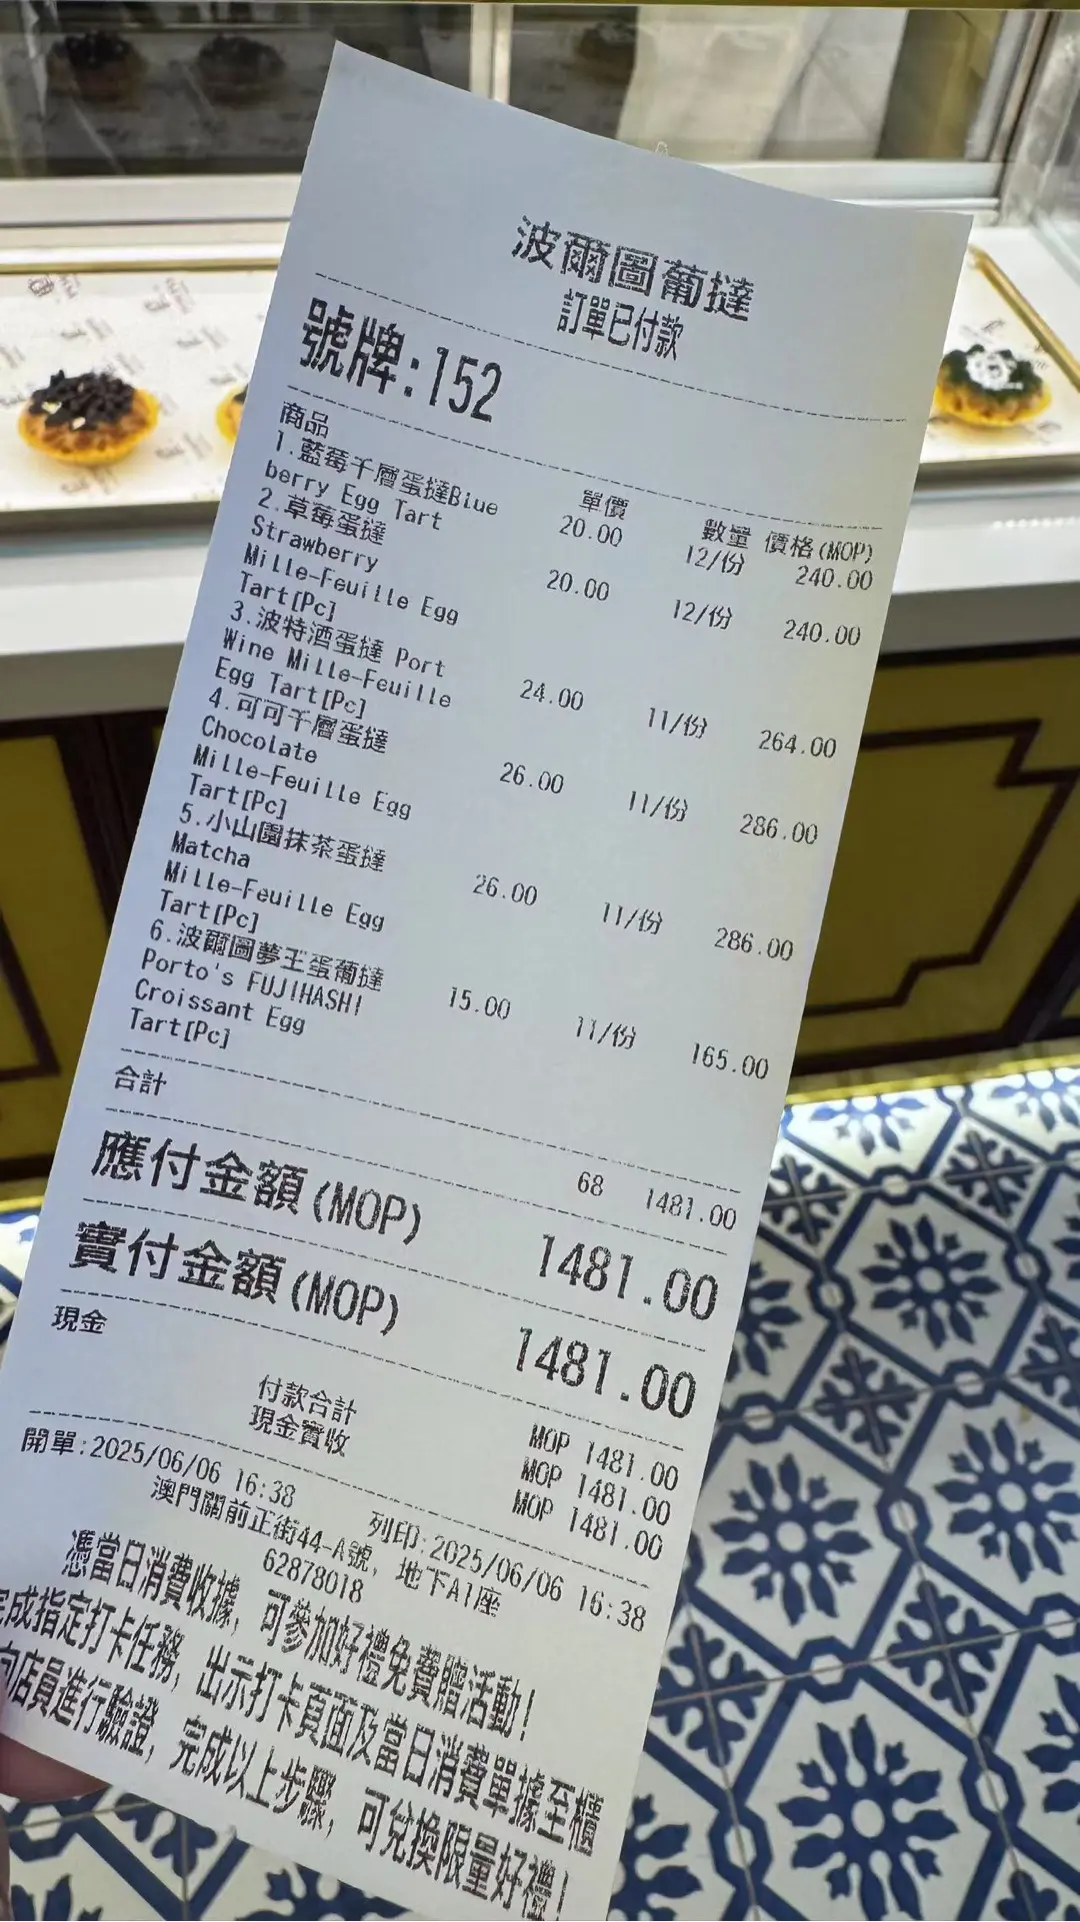 波爾圖葡撻
訂單已付款
號牌:152
商品 單價 數量 價格(MOP)
1.藍莓千層蛋撻Blue 20.00 12/份 240.00
berry Egg Tart
2.草莓蛋撻 20.00 12/份 240.00
Strawberry
Mille-Feuille Egg
Tart[Pc]
3.波特酒蛋撻 Port 24.00 11/份 264.00
Wine Mille-Feuille
Egg Tart[Pc]
4.可可千層蛋撻 26.00 11/份 286.00
Chocolate
Mille-Feuille Egg
Tart[Pc]
5.小山園抹茶蛋撻 26.00 11/份 286.00
Matcha
Mille-Feuille Egg
Tart[Pc]
6.波爾圖夢王蛋葡撻 15.00 11/份 165.00
Porto's FUJIHASHI
Croissant Egg
Tart[Pc]
合計 68 1481.00
應付金額(MOP) 1481.00
實付金額(MOP) 1481.00
現金 MOP 1481.00
付款合計 MOP 1481.00
現金實收 MOP 1481.00
開單:2025/06/06 16:38 列印:2025/06/06 16:38
澳門關前正街44-A號, 地下A1座
62878018
憑當日消費收據, 可參加好禮免費贈活動!
完成指定打卡任務, 出示打卡頁面及當日消費單據至櫃
向店員進行驗證, 完成以上步驟, 可兌換限量好禮!